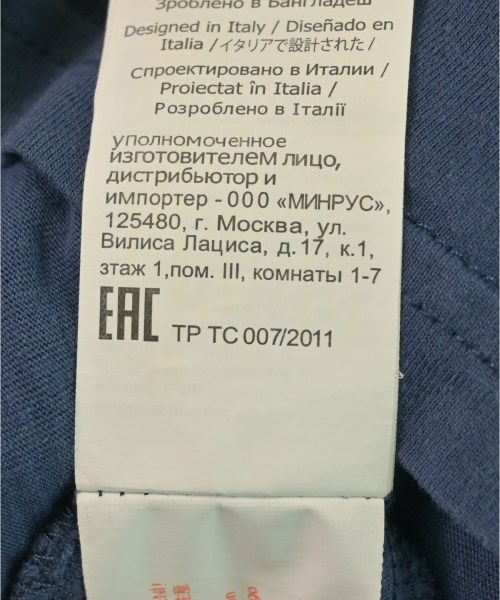 Зроблено в Бангладеш
Designed in Italy / Diseñado en
Italia /イタリアで設計された /
Спроектировано в Италии /
Proiectat în Italia /
Розроблено в Італії
уполномоченное
изготовителем лицо,
дистрибьютор и
импортер - ООО «МИНРУС»,
125480, г. Москва, ул.
Вилиса Лациса, д.17, к.1,
этаж 1,пом. III, комнаты 1-7
EAC ТР ТС 007/2011